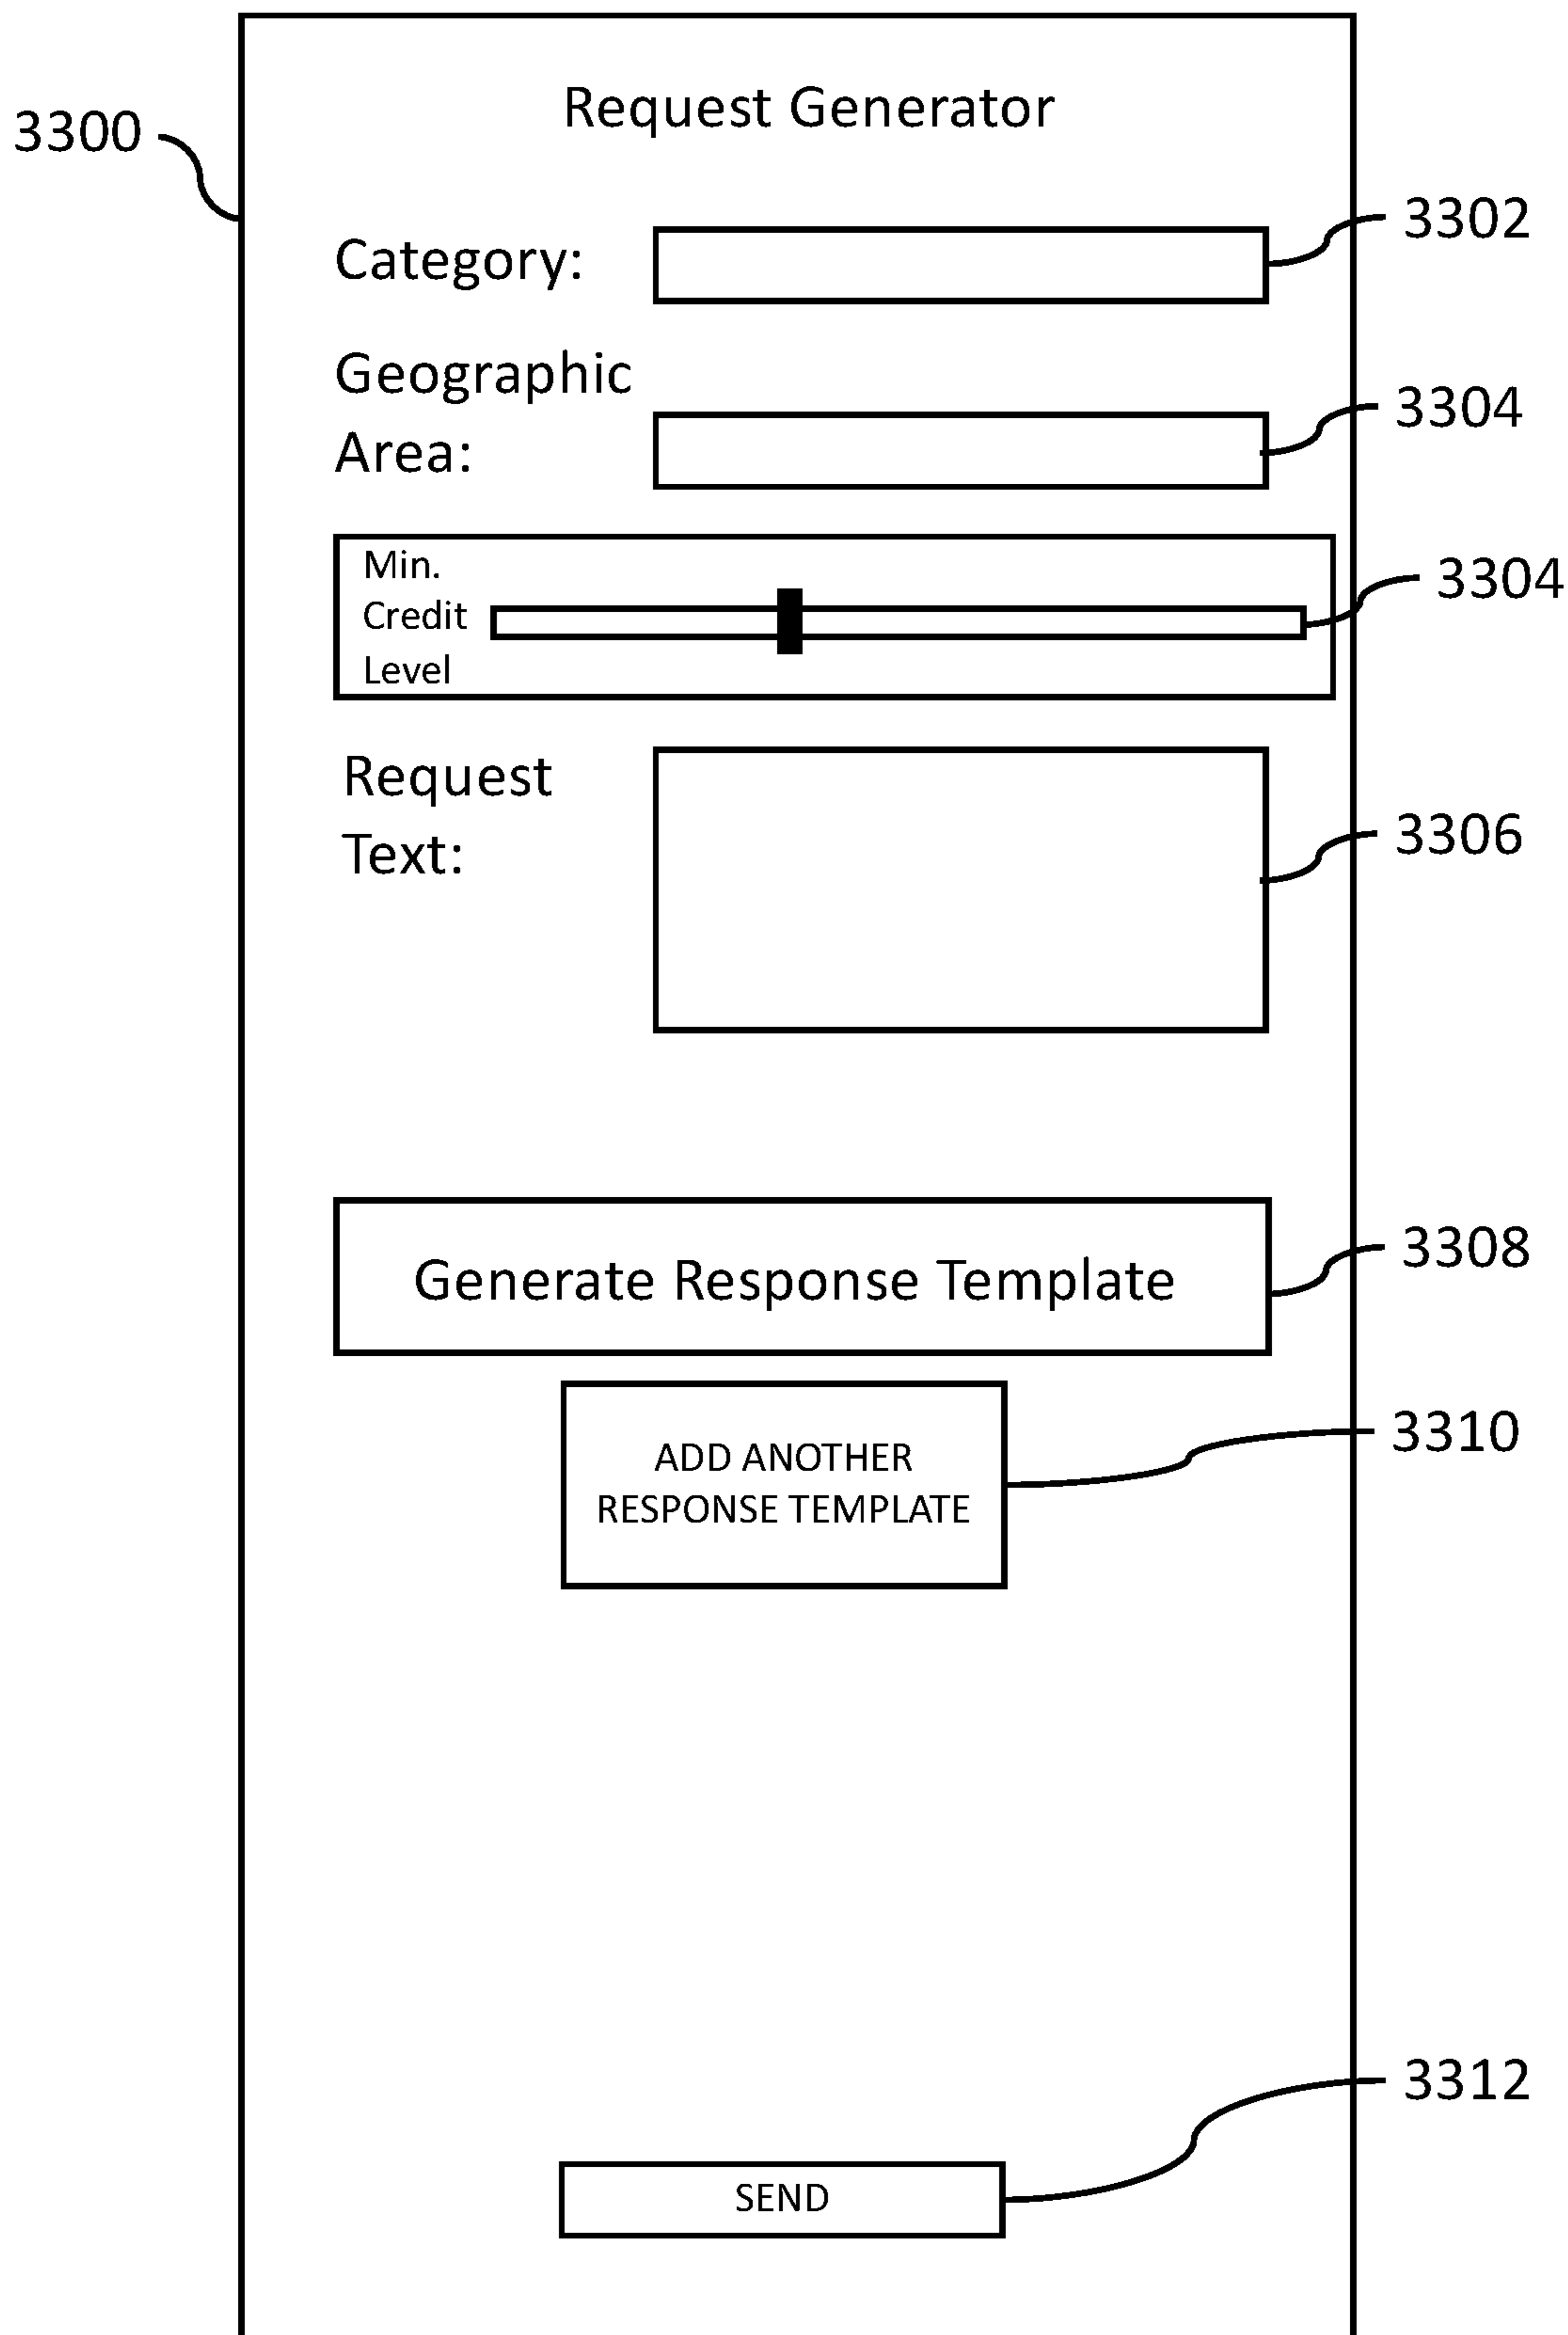 Request Generator
3300
3302
Category:
Geographic
3304
Area:
Min.
3304
Credit
Level
Request
3306
Text:
3308
Generate Response Template
3310
ADD ANOTHER
RESPONSE TEMPLATE
3312
SEND